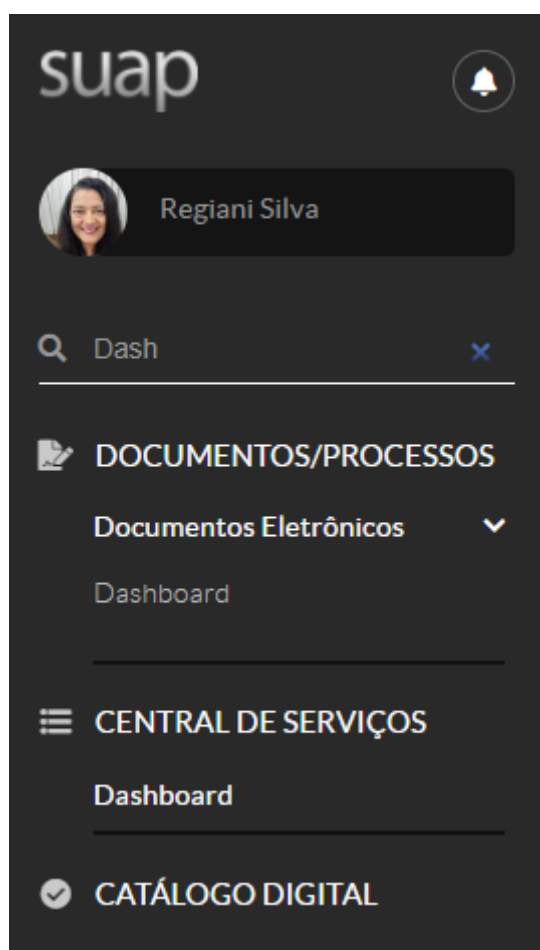 suap
Regiani Silva
Dash
DOCUMENTOS/PROCESSOS
Documentos Eletrônicos
Dashboard
CENTRAL DE SERVIÇOS
Dashboard
CATÁLOGO DIGITAL